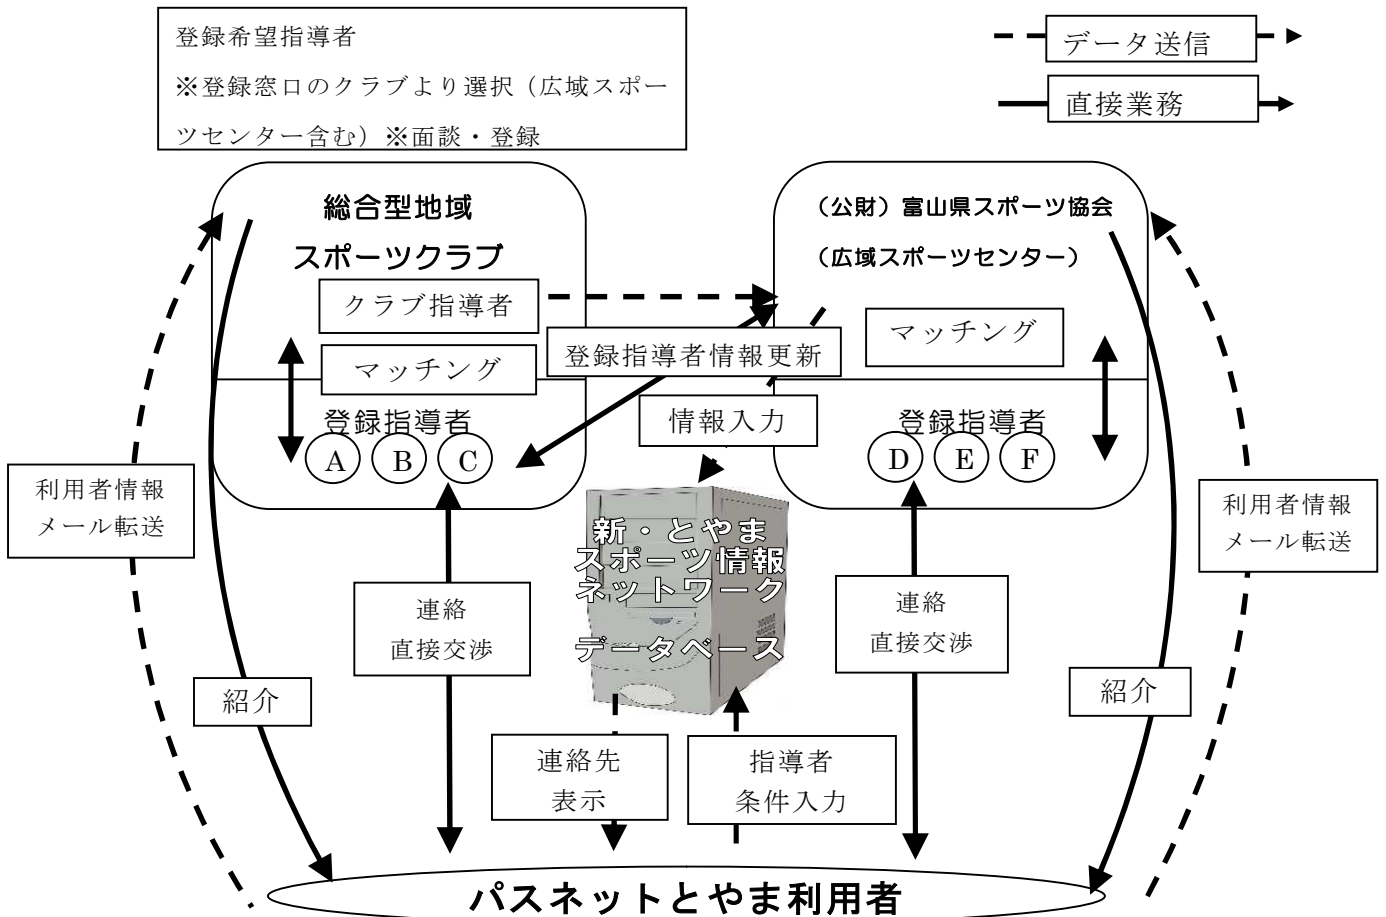 登録希望指導者
※登録窓口のクラブより選択（広域スポー
ツセンター含む）※面談・登録
データ送信
直接業務
総合型地域
スポーツクラブ
クラブ指導者
マッチング
登録指導者
A B C
（公財）富山県スポーツ協会
（広域スポーツセンター）
マッチング
登録指導者
D E F
登録指導者情報更新
情報入力
利用者情報
メール転送
利用者情報
メール転送
新・とやま
スポーツ情報
ネットワーク
データベース
連絡
直接交渉
連絡
直接交渉
紹介
紹介
連絡先
表示
指導者
条件入力
パスネットとやま利用者